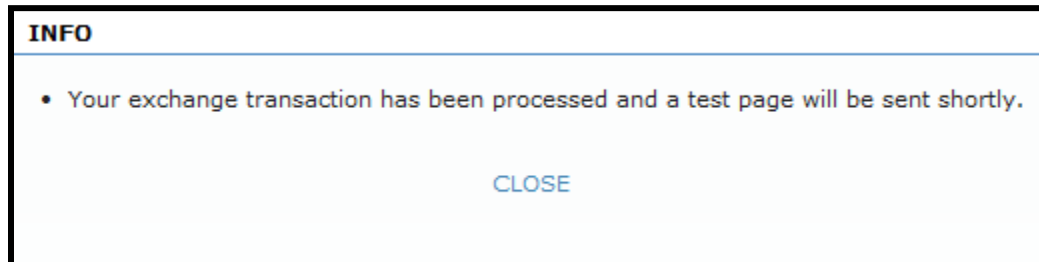 INFO
• Your exchange transaction has been processed and a test page will be sent shortly.
CLOSE